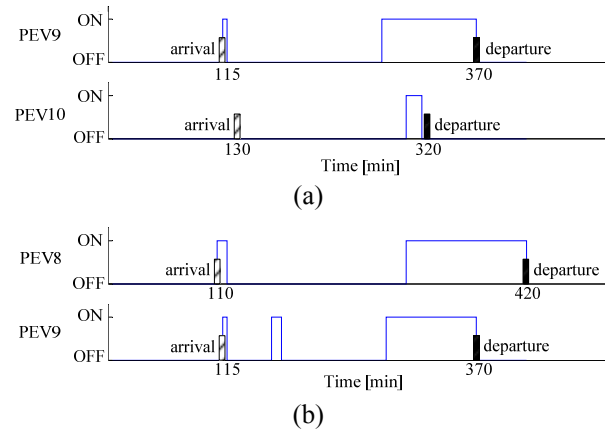 ON
PEV9
arrival
departure
OFF
115 370
ON
PEV10
arrival
departure
OFF
130 320
Time [min]
(a)
ON
PEV8
arrival
departure
OFF
110 420
ON
PEV9
arrival
departure
OFF
115 370
Time [min]
(b)